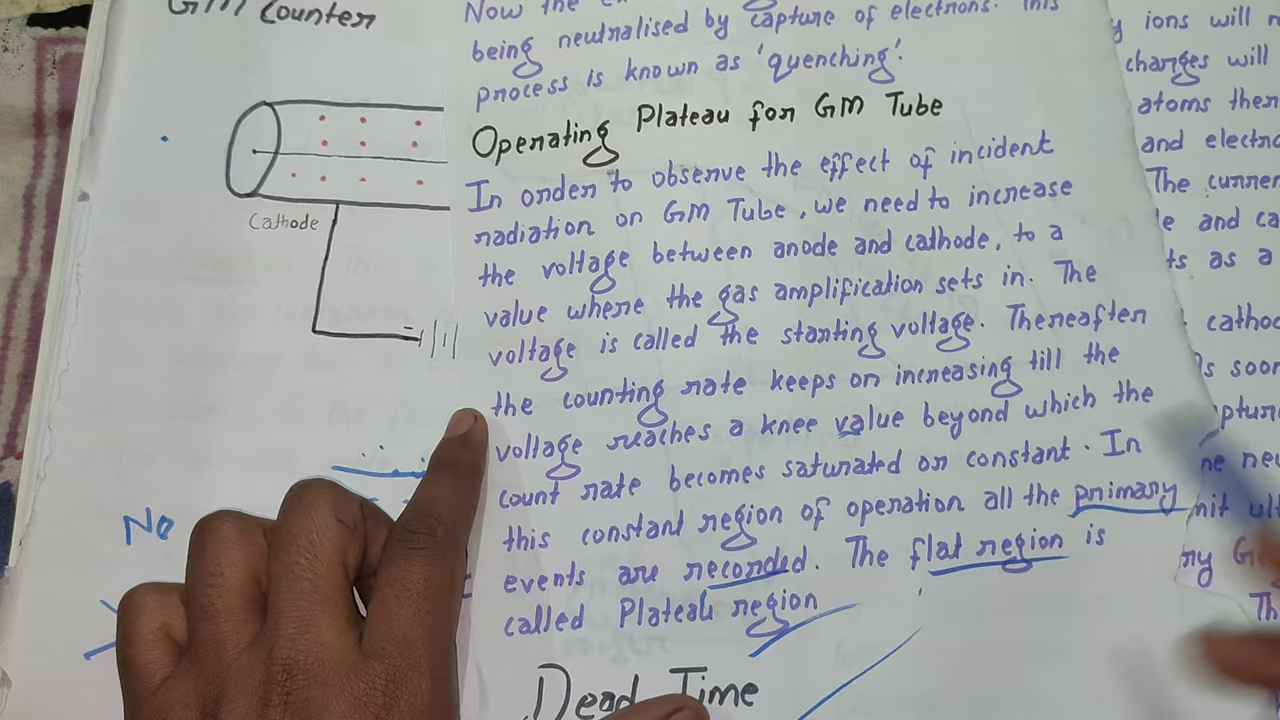 GM Counter
Cathode
No
Now the
being neutralised by capture of electrons. This
process is known as 'quenching'.
Operating Plateau for GM Tube
In order to observe the effect of incident
radiation on GM Tube, we need to increase
the voltage between anode and cathode, to a
value where the gas amplification sets in. The
voltage is called the starting voltage. Thereafter
the counting rate keeps on increasing till the
voltage reaches a knee value beyond which the
count rate becomes saturated or constant. In
this constant region of operation all the primary
events are recorded. The flat region is
called Plateau region
Dead Time
ions will
charges will
atoms
and
The
and
as a
soon